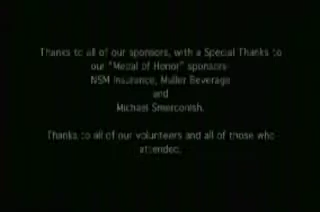 Thanks to all of our sponsors, with a Special Thanks to
our "Medal of Honor" sponsors
NSM Insurance, Muller Beverage
and
Michael Smerconish.
Thanks to all of our volunteers and all of those who
attended.